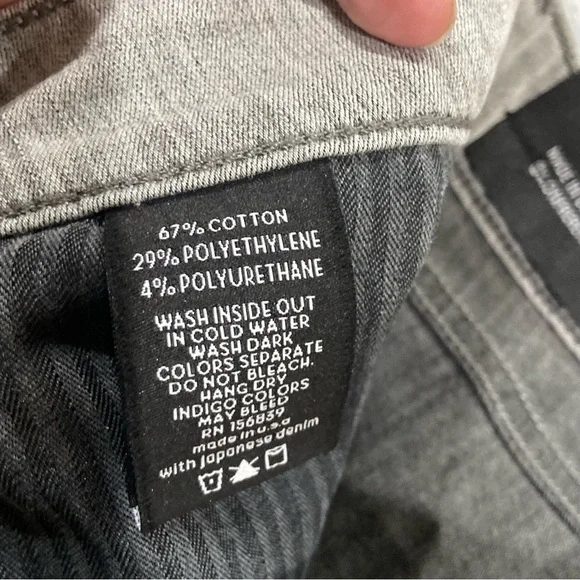 67% COTTON
29% POLYETHYLENE
4% POLYURETHANE
WASH INSIDE OUT
IN COLD WATER
WASH DARK
COLORS SEPARATE
DO NOT BLEACH.
HANG DRY
INDIGO COLORS
MAY BLEED
RN 156839
made in u.s.a
with japanese denim